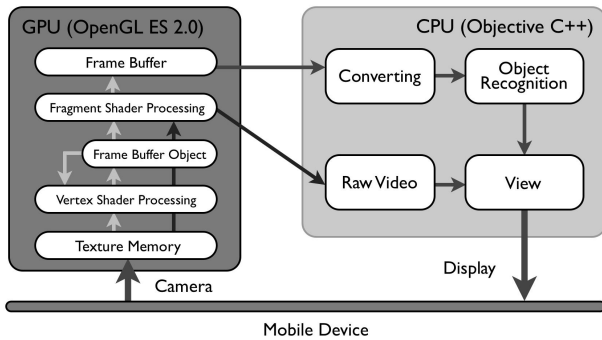 GPU (OpenGL ES 2.0)
Frame Buffer
Fragment Shader Processing
Frame Buffer Object
Vertex Shader Processing
Texture Memory
CPU (Objective C++)
Converting
Object
Recognition
Raw Video
View
Camera
Display
Mobile Device